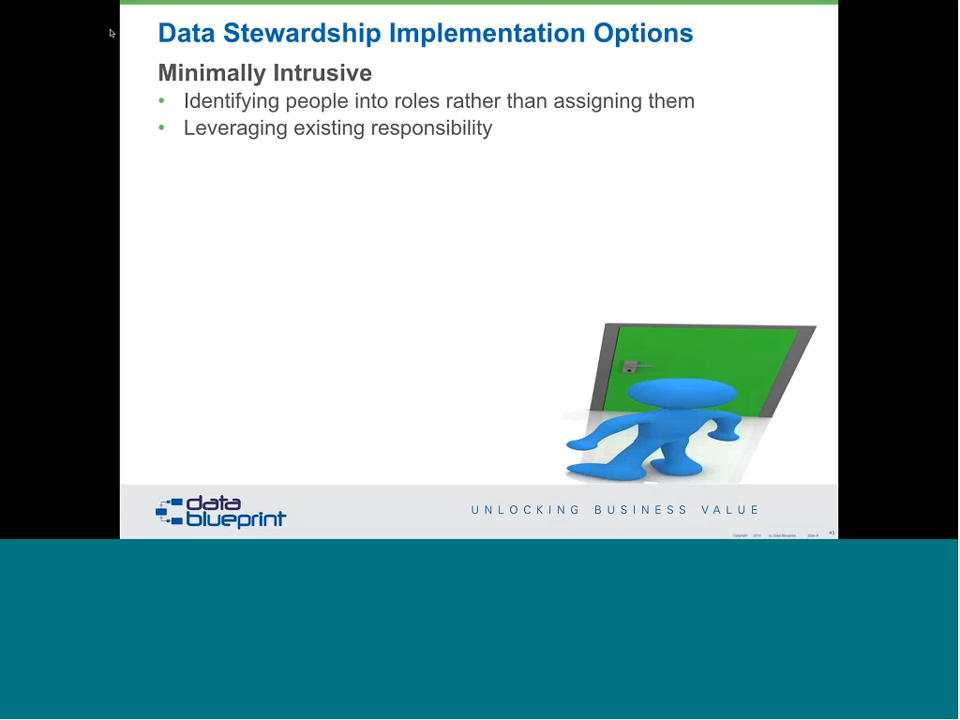 Data Stewardship Implementation Options
Minimally Intrusive
• Identifying people into roles rather than assigning them
• Leveraging existing responsibility
data
blueprint
UNLOCKING BUSINESS VALUE